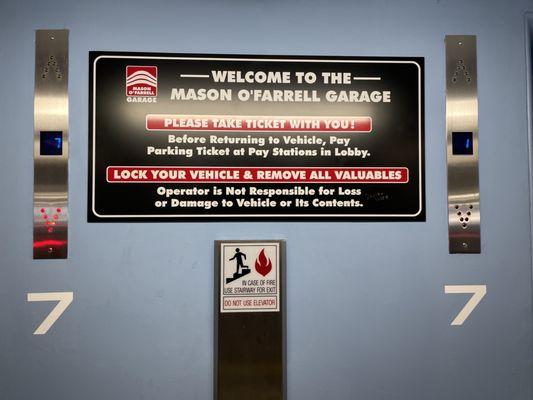 MASON
O'FARRELL
GARAGE
WELCOME TO THE
MASON O'FARRELL GARAGE
PLEASE TAKE TICKET WITH YOU!
Before Returning to Vehicle, Pay
Parking Ticket at Pay Stations in Lobby.
LOCK YOUR VEHICLE & REMOVE ALL VALUABLES
Operator is Not Responsible for Loss
or Damage to Vehicle or Its Contents.
7
IN CASE OF FIRE
USE STAIRWAY FOR EXIT
DO NOT USE ELEVATOR
7
7